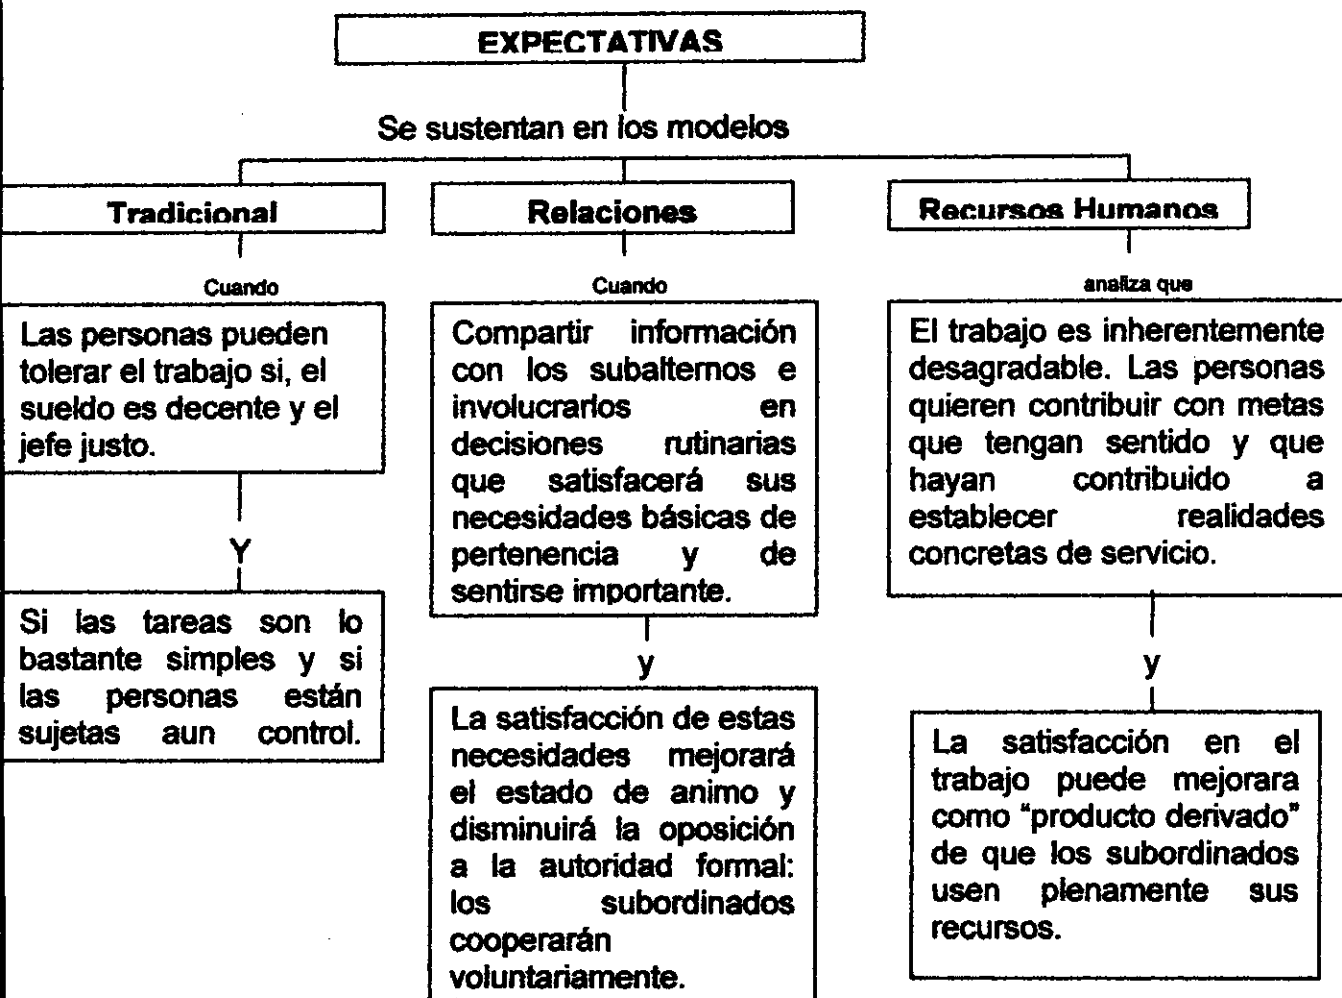 EXPECTATIVAS
Se sustentan en los modelos
Tradicional
Cuando
Las personas pueden
tolerar el trabajo si, el
sueldo es decente y el
jefe justo.
Y
Si las tareas son lo
bastante simples y si
las personas están
sujetas aun control.
Relaciones
Cuando
Compartir información
con los subalternos e
involucrarlos en
decisiones rutinarias
que satisfacerá sus
necesidades básicas de
pertenencia y de
sentirse importante.
y
La satisfacción de estas
necesidades mejorará
el estado de animo y
disminuirá la oposición
a la autoridad formal:
los subordinados
cooperarán
voluntariamente.
Recursos Humanos
analiza que
El trabajo es inherentemente
desagradable. Las personas
quieren contribuir con metas
que tengan sentido y que
hayan contribuido a
establecer realidades
concretas de servicio.
y
La satisfacción en el
trabajo puede mejorara
como "producto derivado"
de que los subordinados
usen plenamente sus
recursos.